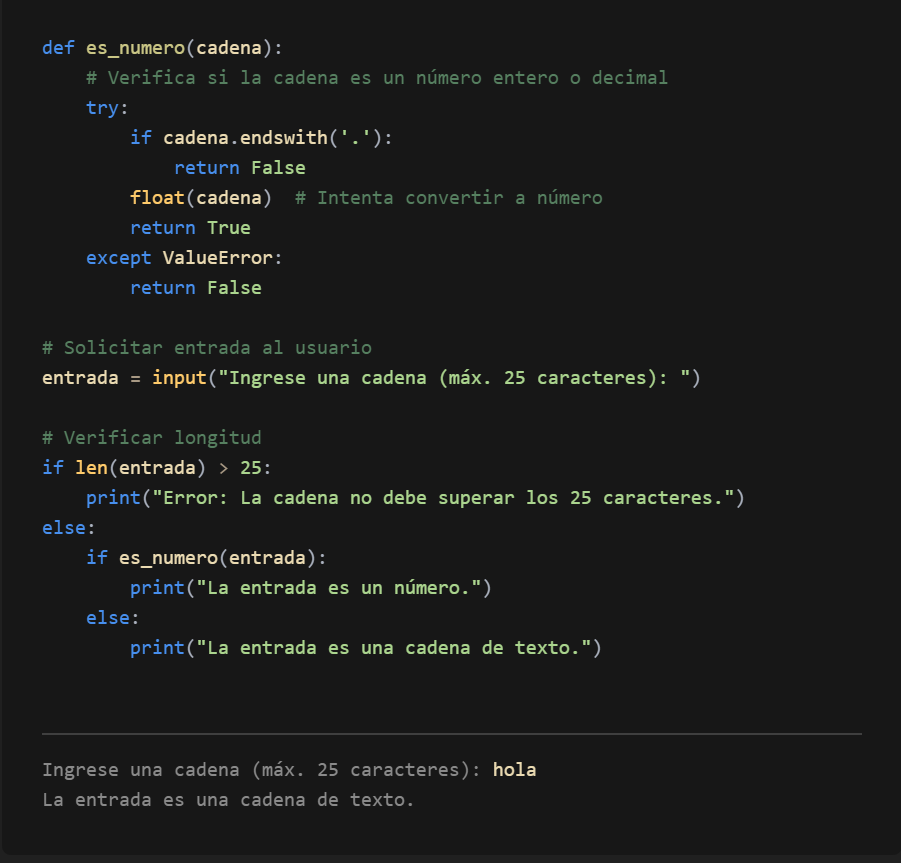 def es_numero(cadena):
    # Verifica si la cadena es un número entero o decimal
    try:
        if cadena.endswith('.'):
            return False
        float(cadena)  # Intenta convertir a número
        return True
    except ValueError:
        return False

# Solicitar entrada al usuario
entrada = input("Ingrese una cadena (máx. 25 caracteres): ")

# Verificar longitud
if len(entrada) > 25:
    print("Error: La cadena no debe superar los 25 caracteres.")
else:
    if es_numero(entrada):
        print("La entrada es un número.")
    else:
        print("La entrada es una cadena de texto.")

Ingrese una cadena (máx. 25 caracteres): hola
La entrada es una cadena de texto.